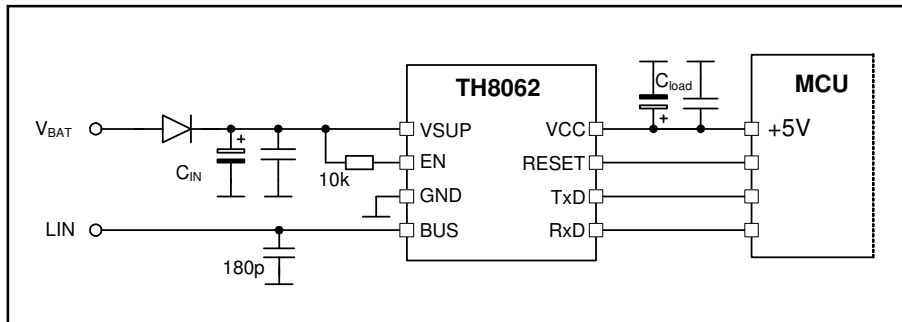 TH8062
MCU
C_load
+
V_BAT
+
VSUP
VCC
+5V
C_IN
10k
EN
RESET
GND
TxD
LIN
BUS
RxD
180p